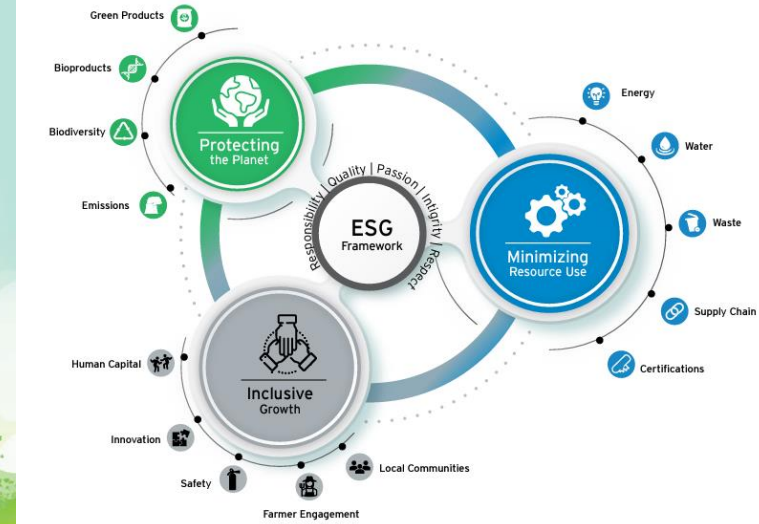 Green Products
Bioproducts
Biodiversity
Emissions
Protecting
the Planet
Responsibility | Quality | Passion | Intigrity | Respect
ESG
Framework
Energy
Water
Waste
Supply Chain
Certifications
Minimizing
Resource Use
Inclusive
Growth
Human Capital
Innovation
Safety
Farmer Engagement
Local Communities